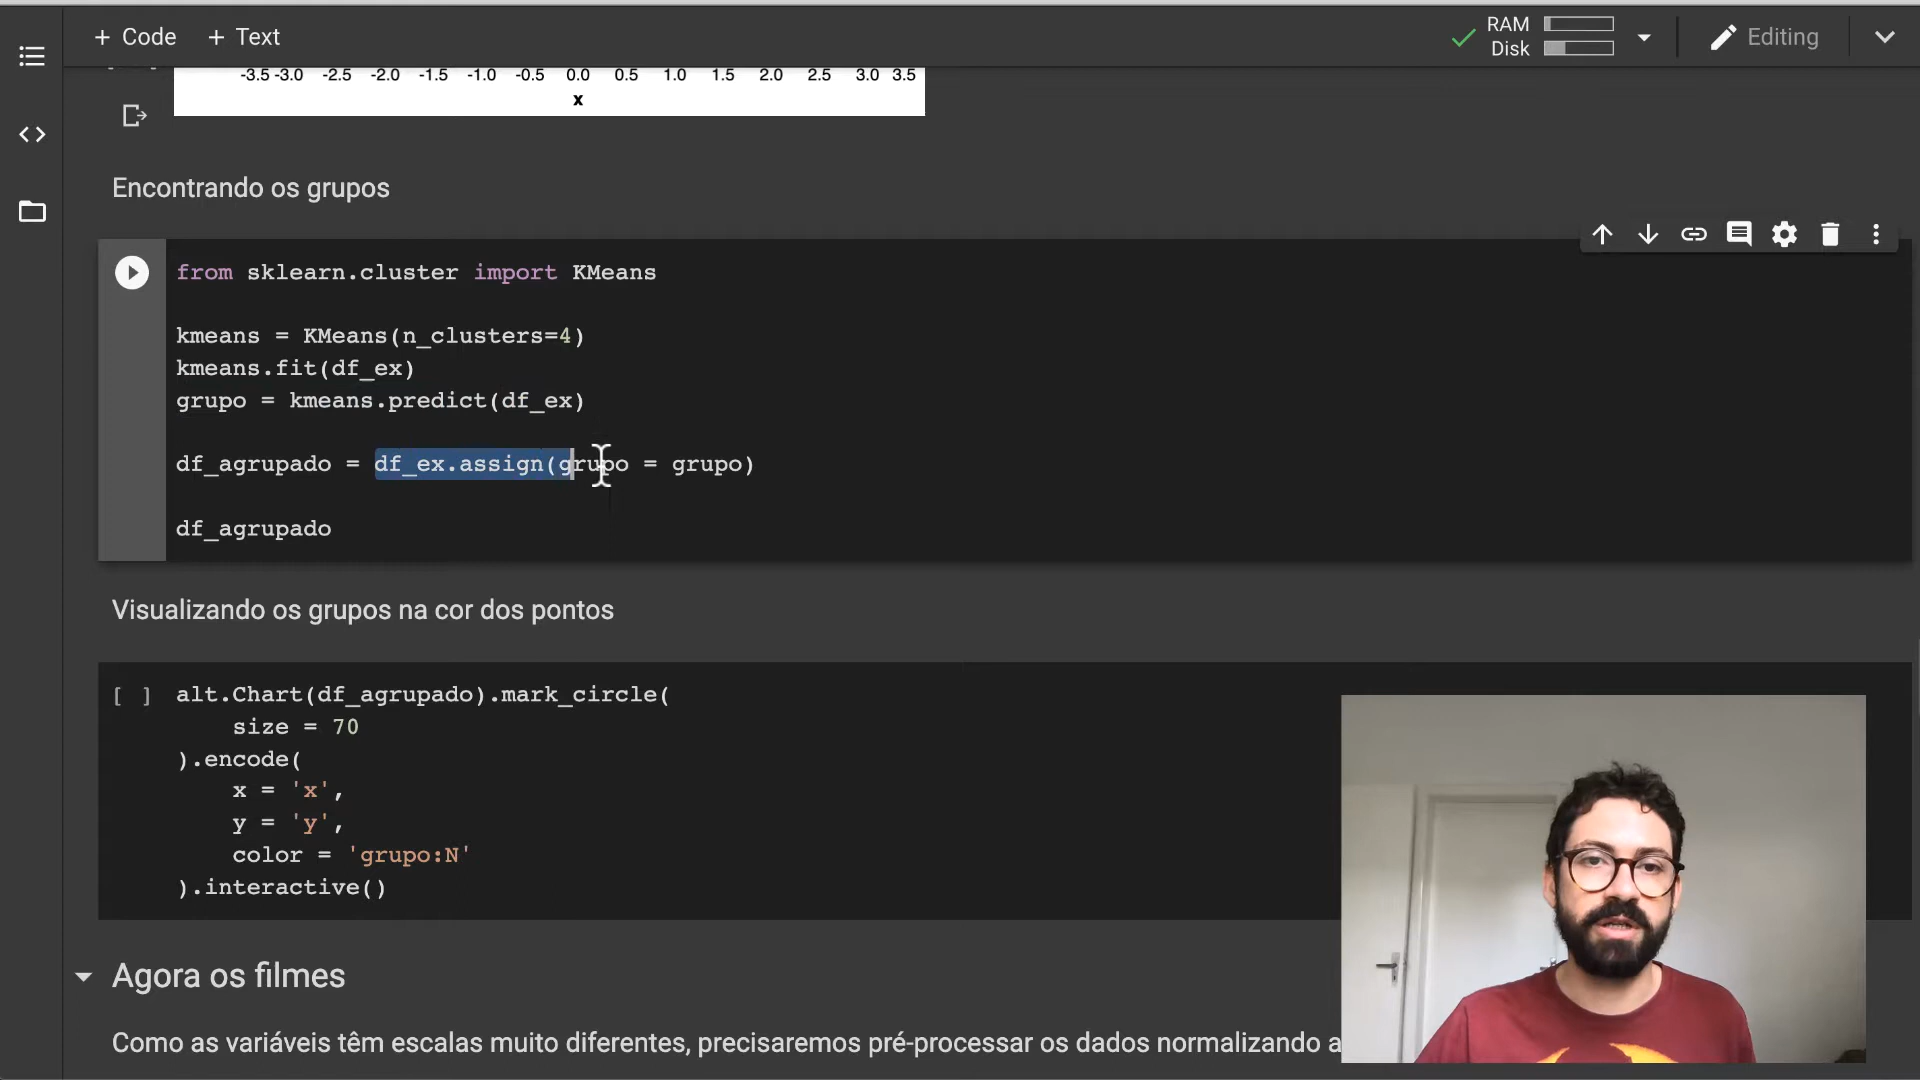 + Code + Text
RAM
Disk
Editing
-3.5 -3.0 -2.5 -2.0 -1.5 -1.0 -0.5 0.0 0.5 1.0 1.5 2.0 2.5 3.0 3.5
x
Encontrando os grupos
from sklearn.cluster import KMeans
kmeans = KMeans(n_clusters=4)
kmeans.fit(df_ex)
grupo = kmeans.predict(df_ex)
df_agrupado = df_ex.assign(grupo = grupo)
df_agrupado
Visualizando os grupos na cor dos pontos
[ ] alt.Chart(df_agrupado).mark_circle(
size = 70
).encode(
x = 'x',
y = 'y',
color = 'grupo:N'
).interactive()
Agora os filmes
Como as variáveis têm escalas muito diferentes, precisaremos pré-processar os dados normalizando a